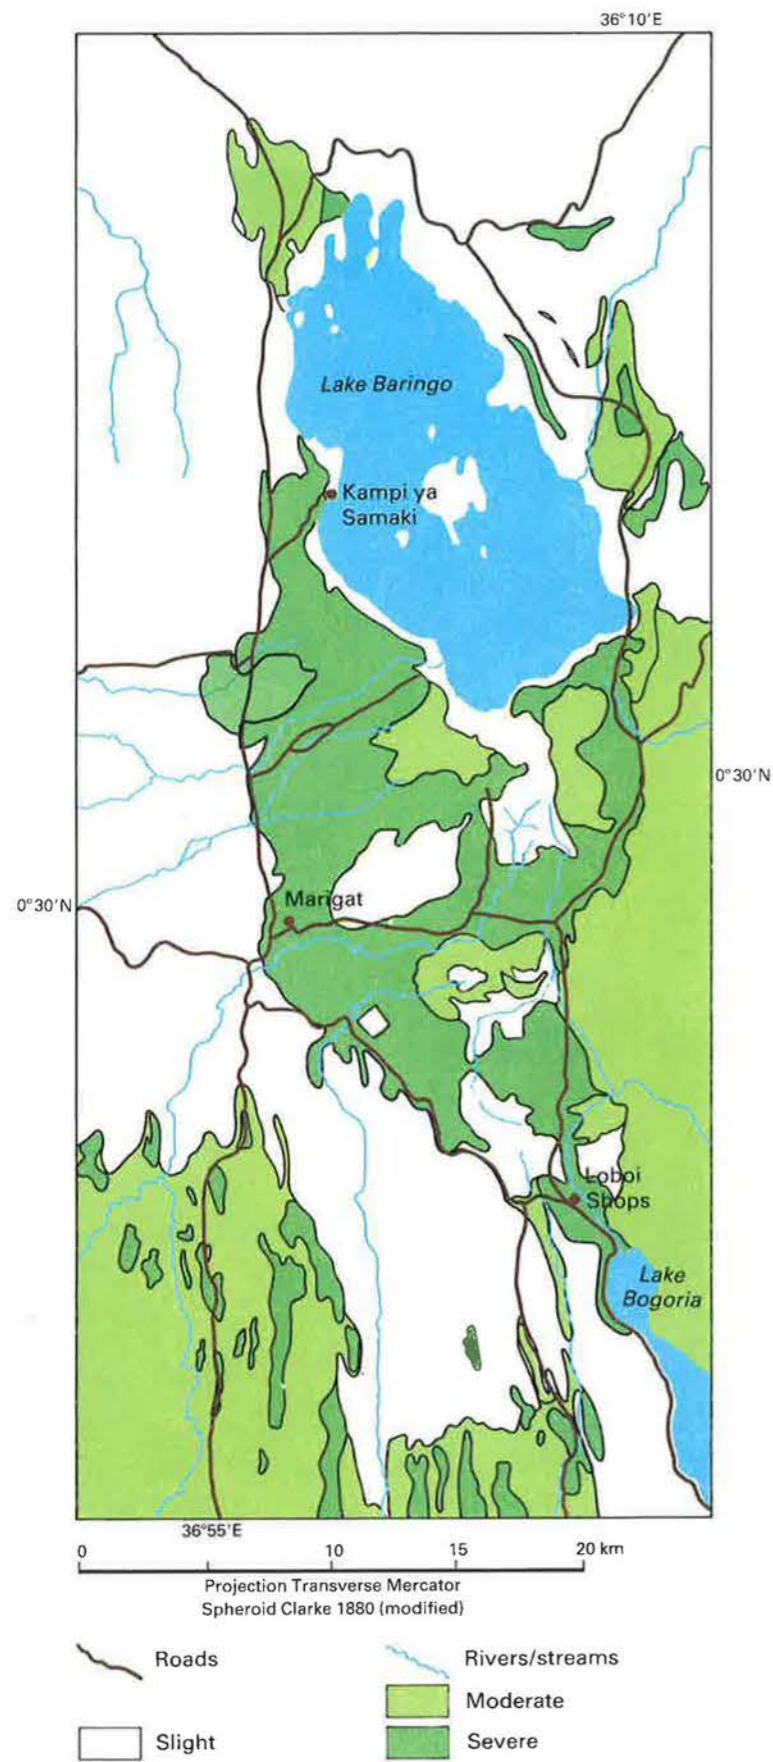 36°10'E
Lake Baringo
Kampi ya
Samaki
0°30'N
0°30'N
Marigat
Loboi
Shops
Lake
Bogoria
36°55'E
0 10 15 20 km
Projection Transverse Mercator
Spheroid Clarke 1880 (modified)
Roads
Rivers/streams
Moderate
Slight
Severe